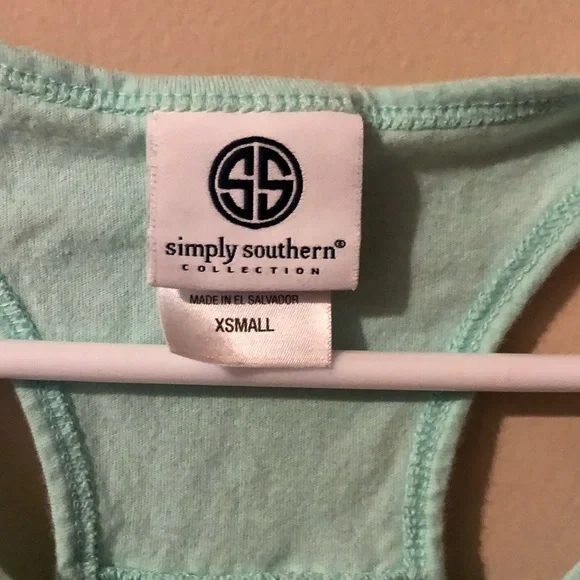 SS
simply southern®
COLLECTION
MADE IN EL SALVADOR
XSMALL